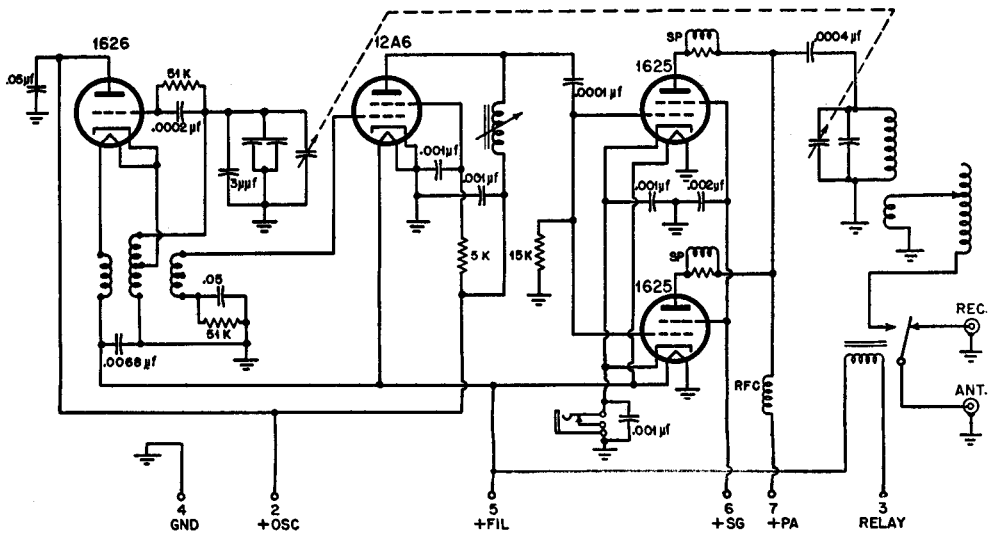 1626
12A6
SP
.0004µf
.05µf
51K
1625
.0002µf
.0001µf
.001µf
3µµf
.001µf
.001µf
.002µf
5K
15K
SP
1625
.05
51K
.0068µf
REC.
RFC
ANT.
.001µf
4
GND
2
+OSC
5
+FIL
6
+SG
7
+PA
3
RELAY